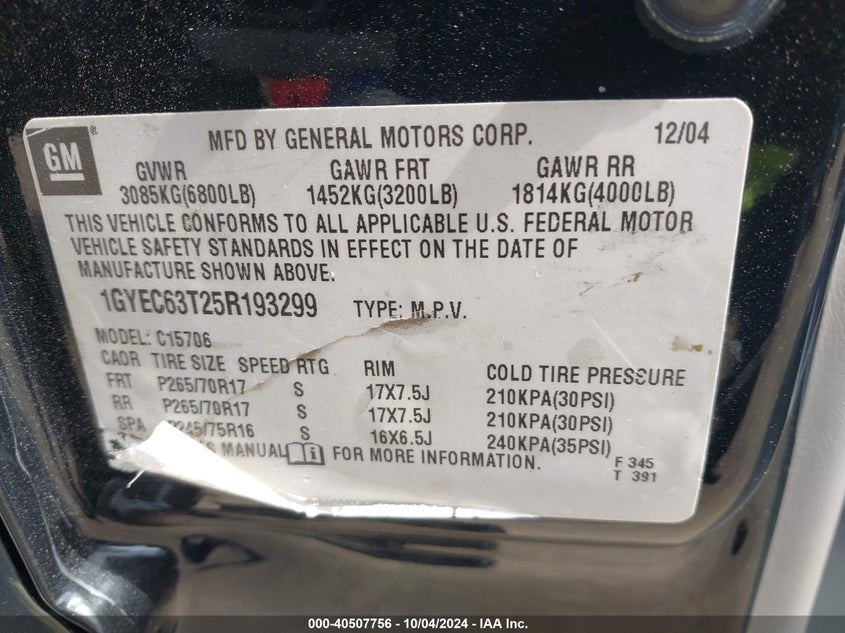 GM ®
MFD BY GENERAL MOTORS CORP. 12/04
GVWR GAWR FRT GAWR RR
3085KG(6800LB) 1452KG(3200LB) 1814KG(4000LB)
THIS VEHICLE CONFORMS TO ALL APPLICABLE U.S. FEDERAL MOTOR
VEHICLE SAFETY STANDARDS IN EFFECT ON THE DATE OF
MANUFACTURE SHOWN ABOVE.
1GYEC63T25R193299 TYPE: M.P.V.
MODEL: C15706
CAOR TIRE SIZE SPEED RTG RIM COLD TIRE PRESSURE
FRT P265/70R17 S 17X7.5J 210KPA(30PSI)
RR P265/70R17 S 17X7.5J 210KPA(30PSI)
SPA P245/75R16 S 16X6.5J 240KPA(35PSI)
MANUAL FOR MORE INFORMATION.
F 345
T 391
000-40507756 - 10/04/2024 - IAA Inc.